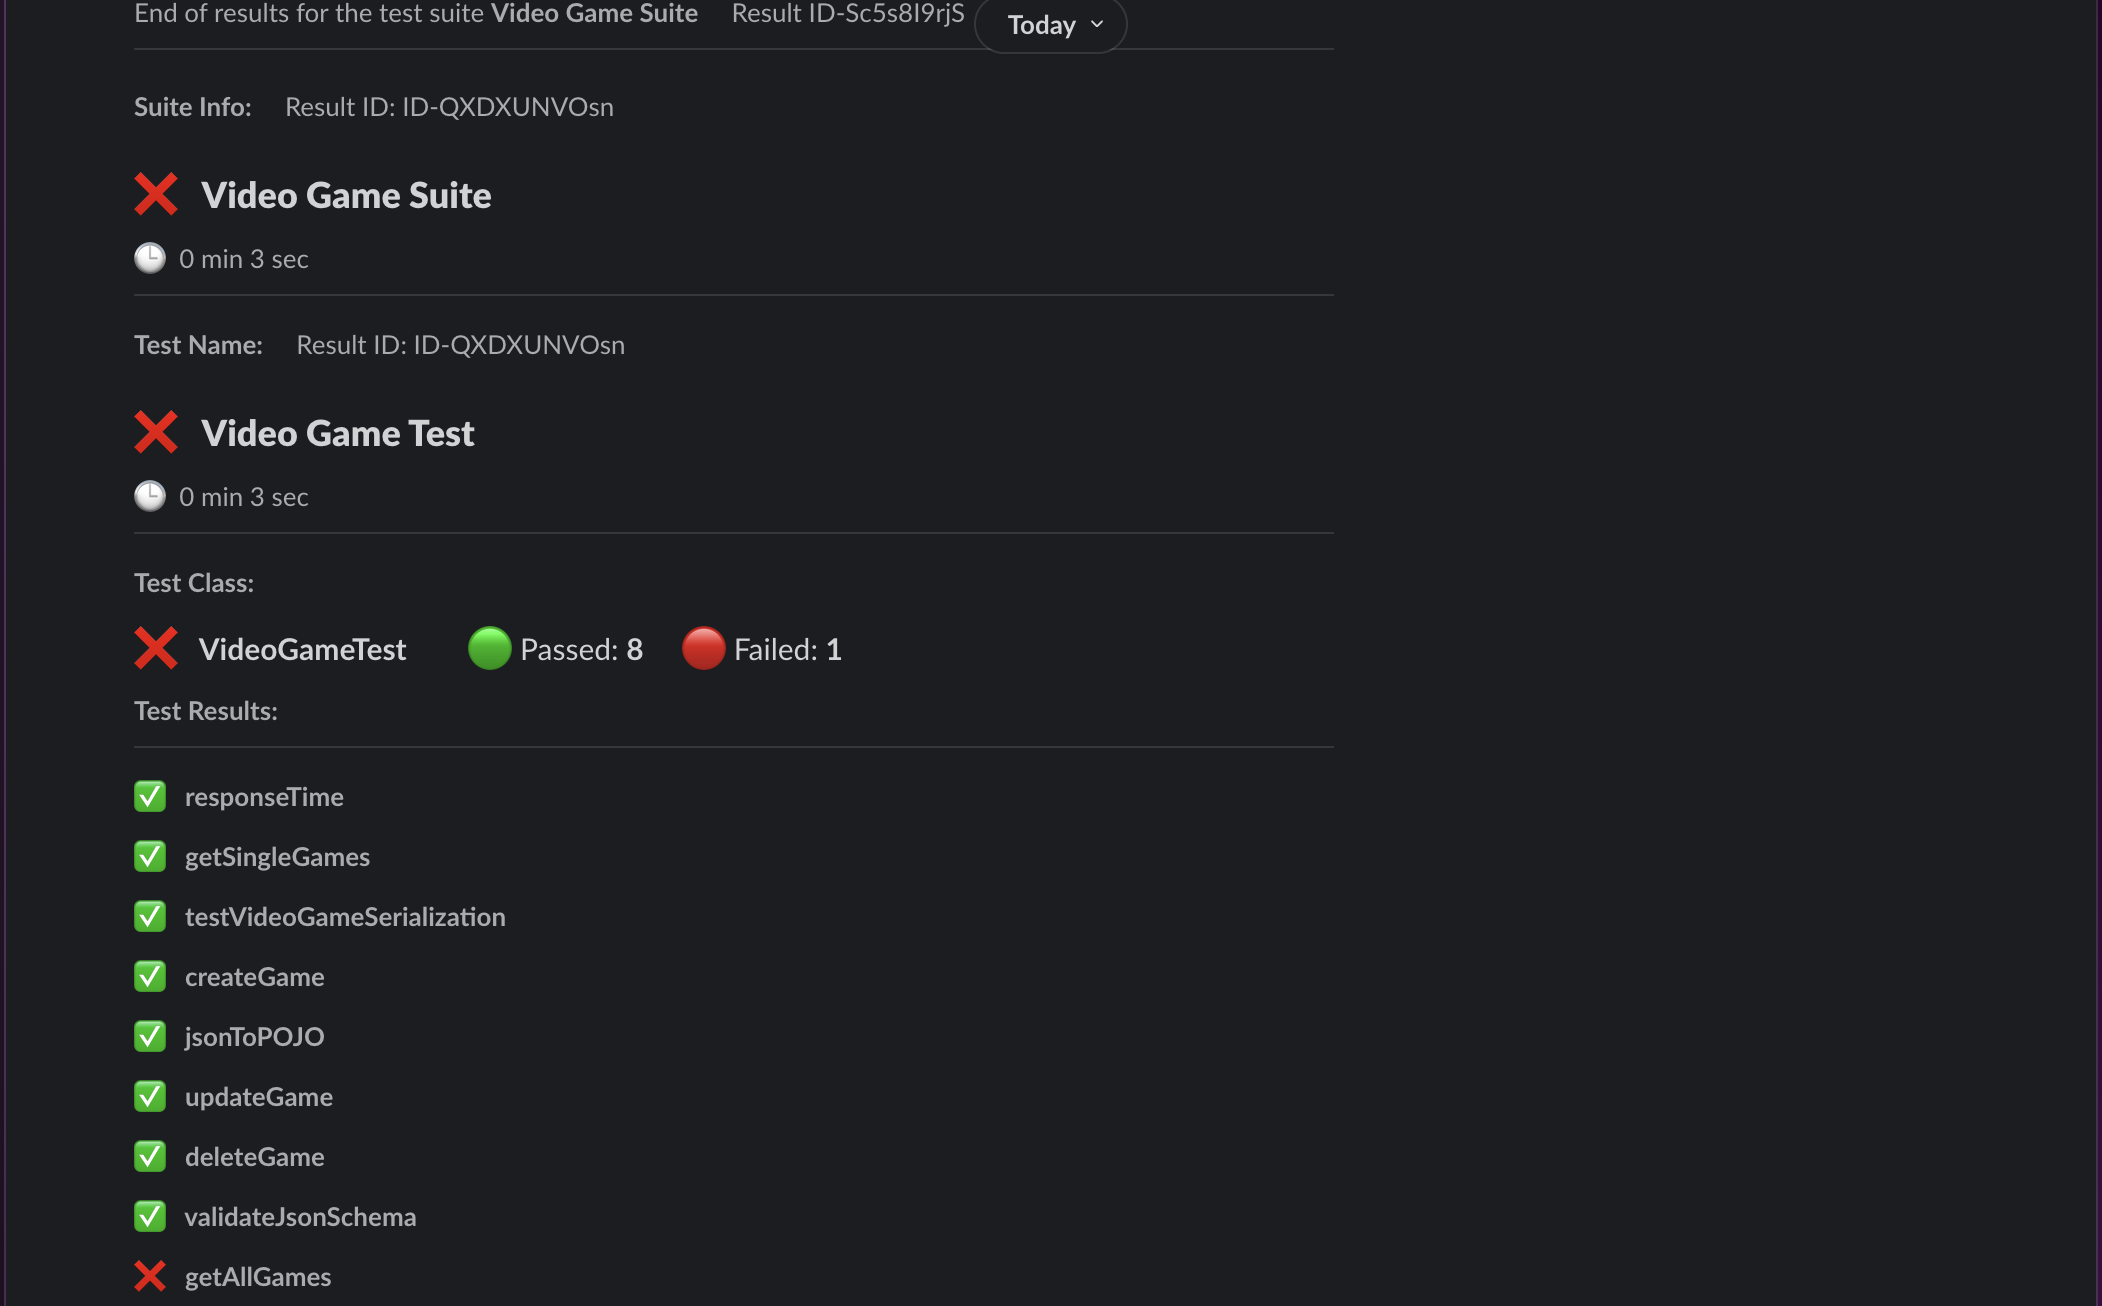 End of results for the test suite Video Game Suite Result ID-Sc5s8I9rjS
Today
Suite Info: Result ID: ID-QXDXUNVOsn
Video Game Suite
0 min 3 sec
Test Name: Result ID: ID-QXDXUNVOsn
Video Game Test
0 min 3 sec
Test Class:
VideoGameTest Passed: 8 Failed: 1
Test Results:
responseTime
getSingleGames
testVideoGameSerialization
createGame
jsonToPOJO
updateGame
deleteGame
validateJsonSchema
getAllGames